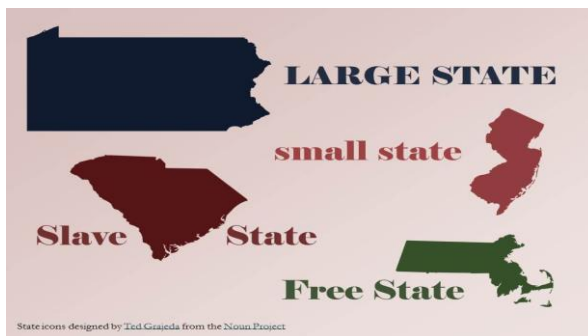 LARGE STATE
small state
Slave State
Free State
State icons designed by Ted Grajeda from the Noun Project